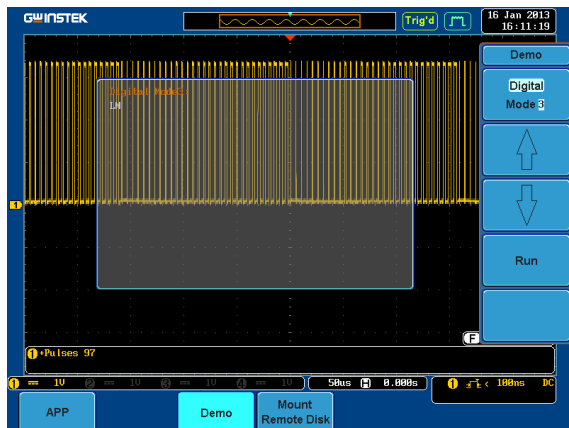 GWINSTEK
Trig'd
16 Jan 2013
16:11:19
Demo
Digital
Mode 3
Digital Mode3:
LM
1
Run
F
1 +Pulses 97
1 1V 2 1V 3 1V 4 1V 50us H 0.000s 1 < 100ns DC
APP
Demo
Mount
Remote Disk